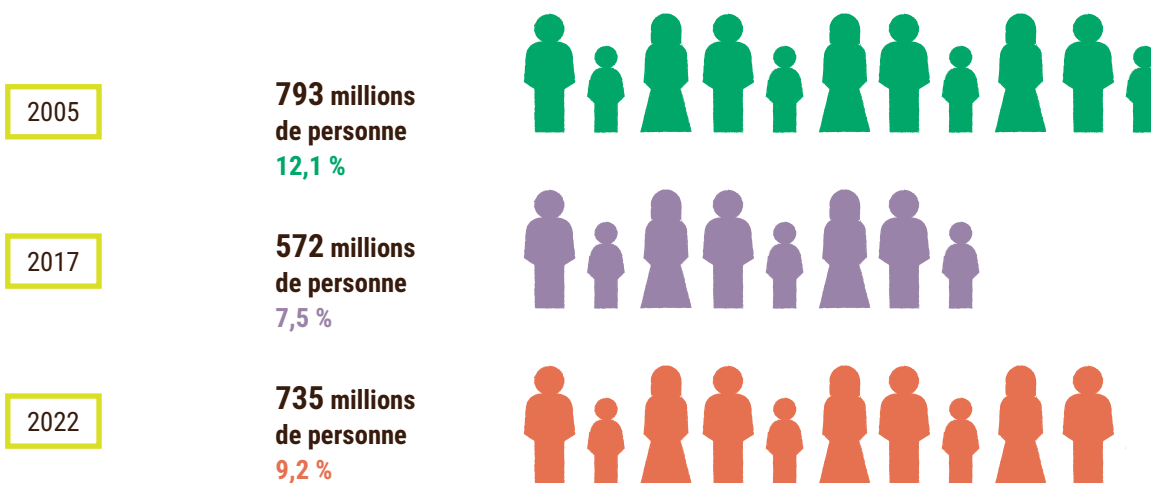 2005
793 millions
de personne
12,1 %
2017
572 millions
de personne
7,5 %
2022
735 millions
de personne
9,2 %